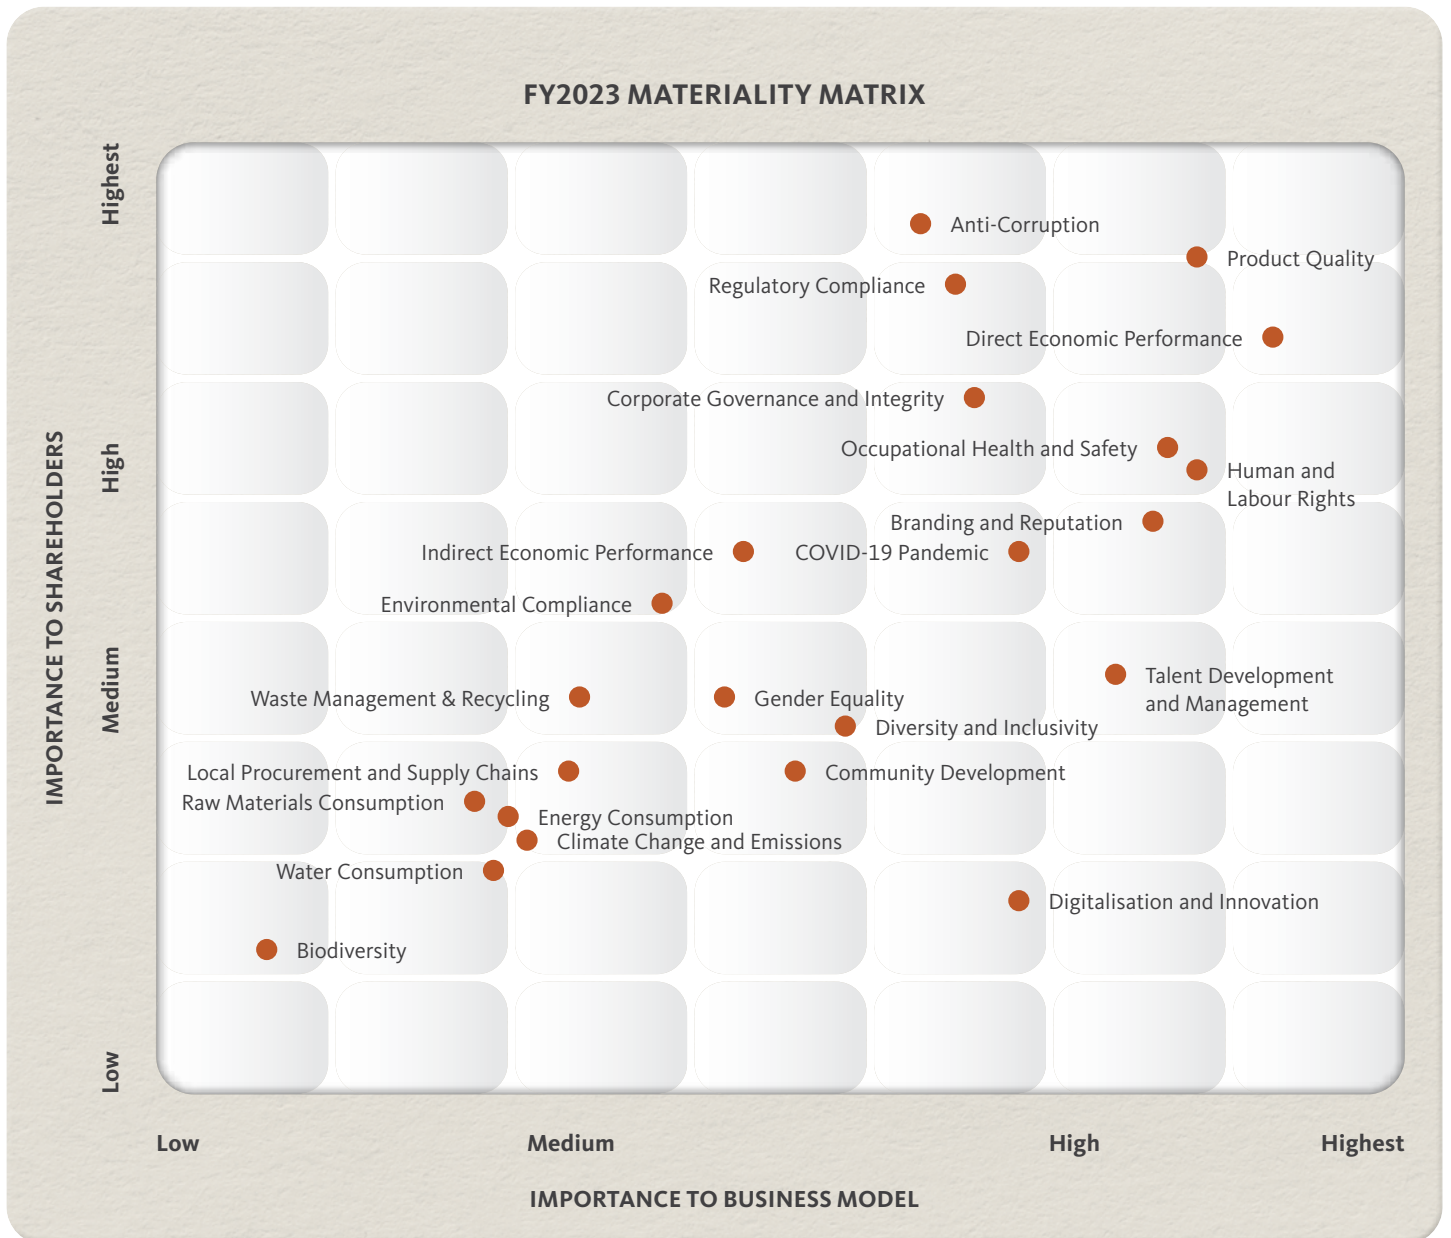 FY2023 MATERIALITY MATRIX
Highest
Anti-Corruption
Product Quality
Regulatory Compliance
Direct Economic Performance
Corporate Governance and Integrity
IMPORTANCE TO SHAREHOLDERS
High
Occupational Health and Safety
Human and
Labour Rights
Branding and Reputation
Indirect Economic Performance
COVID-19 Pandemic
Environmental Compliance
Medium
Talent Development
and Management
Waste Management & Recycling
Gender Equality
Diversity and Inclusivity
Local Procurement and Supply Chains
Community Development
Raw Materials Consumption
Energy Consumption
Climate Change and Emissions
Water Consumption
Digitalisation and Innovation
Biodiversity
Low
Low
Medium
High
Highest
IMPORTANCE TO BUSINESS MODEL